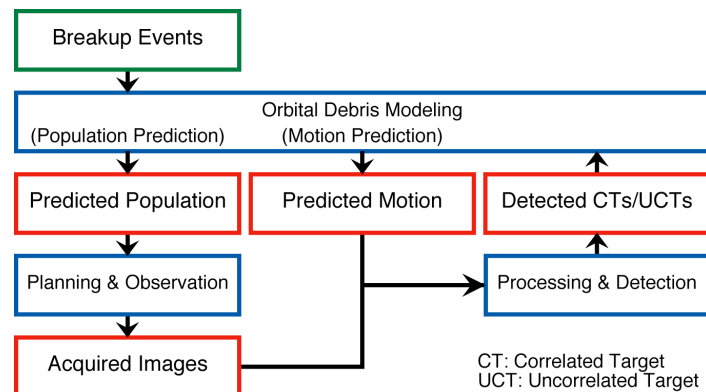 Breakup Events
Orbital Debris Modeling
(Population Prediction) (Motion Prediction)
Predicted Population Predicted Motion Detected CTs/UCTs
Planning & Observation Processing & Detection
Acquired Images
CT: Correlated Target
UCT: Uncorrelated Target